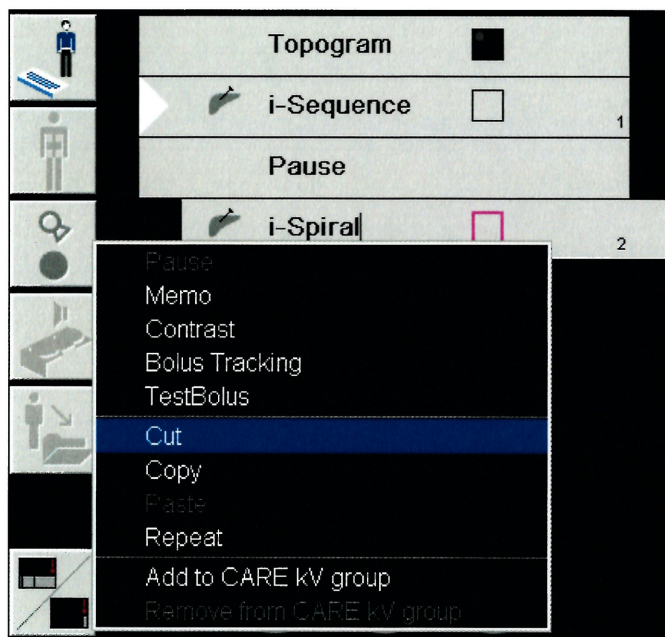 Topogram
i-Sequence
1
Pause
i-Spiral
2
Pause
Memo
Contrast
Bolus Tracking
TestBolus
Cut
Copy
Paste
Repeat
Add to CARE kV group
Remove from CARE kV group